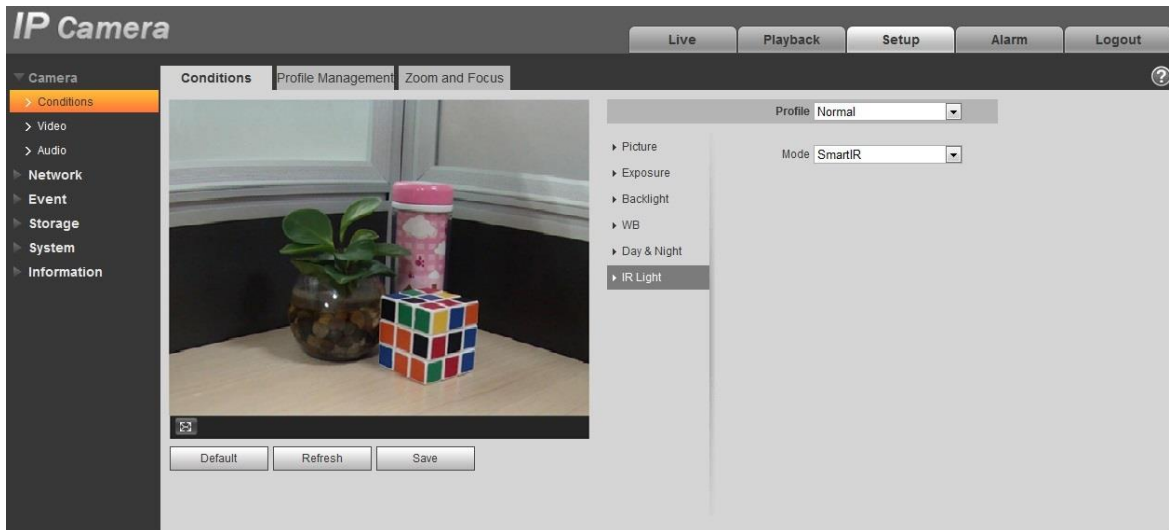 IP Camera
Live
Playback
Setup
Alarm
Logout
Camera
Conditions
Video
Audio
Network
Event
Storage
System
Information
Conditions
Profile Management
Zoom and Focus
?
Profile Normal
Picture
Exposure
Backlight
WB
Day & Night
IR Light
Mode SmartIR
Default
Refresh
Save